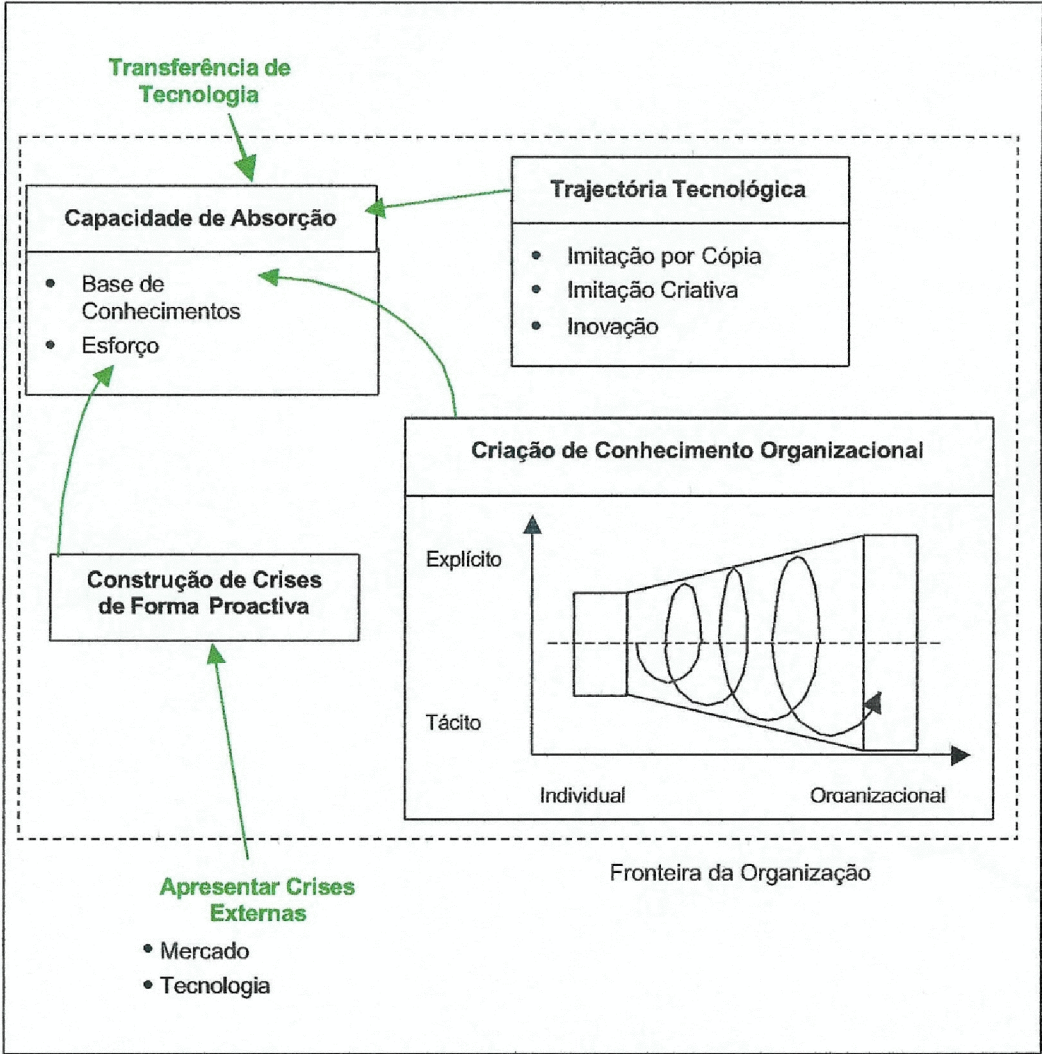 Transferência de
Tecnologia
Capacidade de Absorção
• Base de
Conhecimentos
• Esforço
Trajectória Tecnológica
• Imitação por Cópia
• Imitação Criativa
• Inovação
Criação de Conhecimento Organizacional
Explícito
Tácito
Individual
Organizacional
Construção de Crises
de Forma Proactiva
Fronteira da Organização
Apresentar Crises
Externas
• Mercado
• Tecnologia